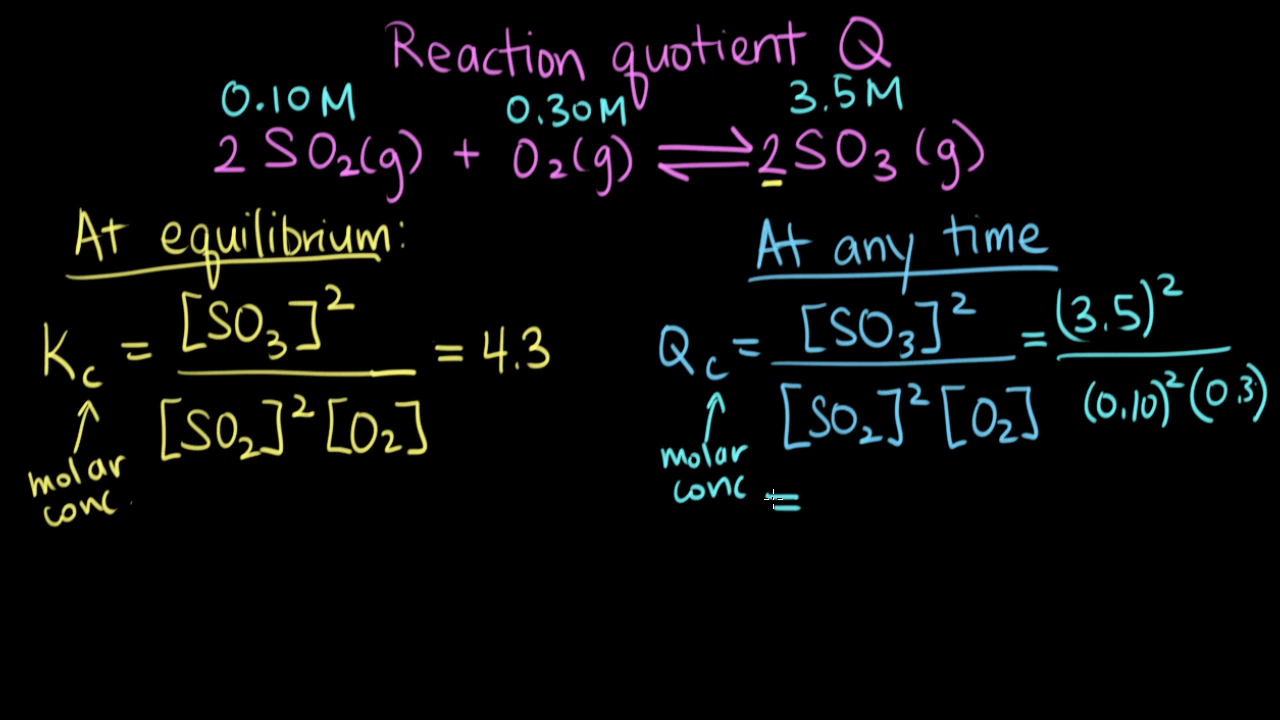 Reaction quotient Q
0.10M 0.30M 3.5M
2SO₂(g) + O₂(g) ⇌ 2SO₃(g)
At equilibrium:
Kc = [SO₃]² / [SO₂]²[O₂] = 4.3
molar
conc.
At any time
Qc = [SO₃]² / [SO₂]²[O₂] = (3.5)² / (0.10)²(0.3)
molar
conc
=